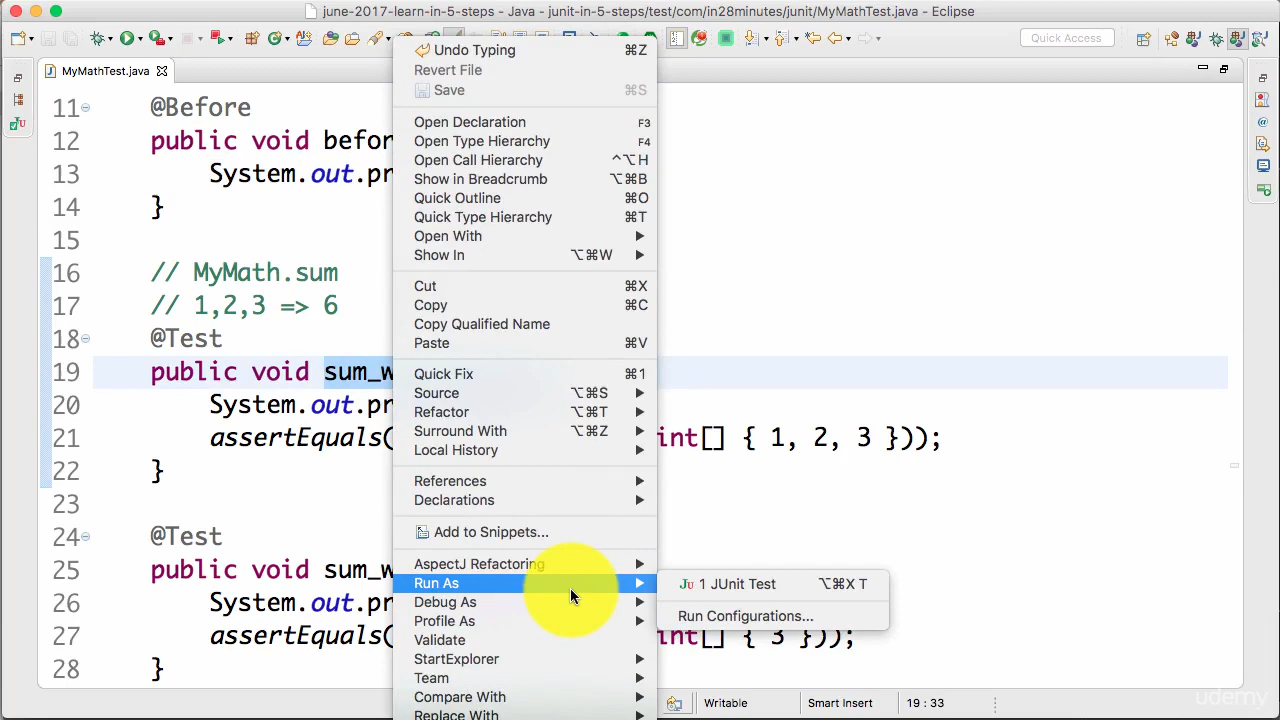 june-2017-learn-in-5-steps - Java - junit-in-5-steps/test/com/in28minutes/junit/MyMathTest.java - Eclipse
Quick Access
MyMathTest.java
11 @Before
12 public void befor
13 System.out.pr
14 }
15
16 // MyMath.sum
17 // 1,2,3 => 6
18 @Test
19 public void sum_w
20 System.out.pr
21 assertEquals( int[] { 1, 2, 3 }));
22 }
23
24 @Test
25 public void sum_w
26 System.out.pr
27 assertEquals( int[] { 3 }));
28 }
Undo Typing ⌘Z
Revert File
Save ⌘S
Open Declaration F3
Open Type Hierarchy F4
Open Call Hierarchy ^⌥H
Show in Breadcrumb ⌥⌘B
Quick Outline ⌘O
Quick Type Hierarchy ⌘T
Open With
Show In ⌥⌘W
Cut ⌘X
Copy ⌘C
Copy Qualified Name
Paste ⌘V
Quick Fix ⌘1
Source ⌥⌘S
Refactor ⌥⌘T
Surround With ⌥⌘Z
Local History
References
Declarations
Add to Snippets...
AspectJ Refactoring
Run As
Debug As
Profile As
Validate
StartExplorer
Team
Compare With
Replace With
Ju 1 JUnit Test ⌥⌘X T
Run Configurations...
Writable Smart Insert 19 : 33
udemy